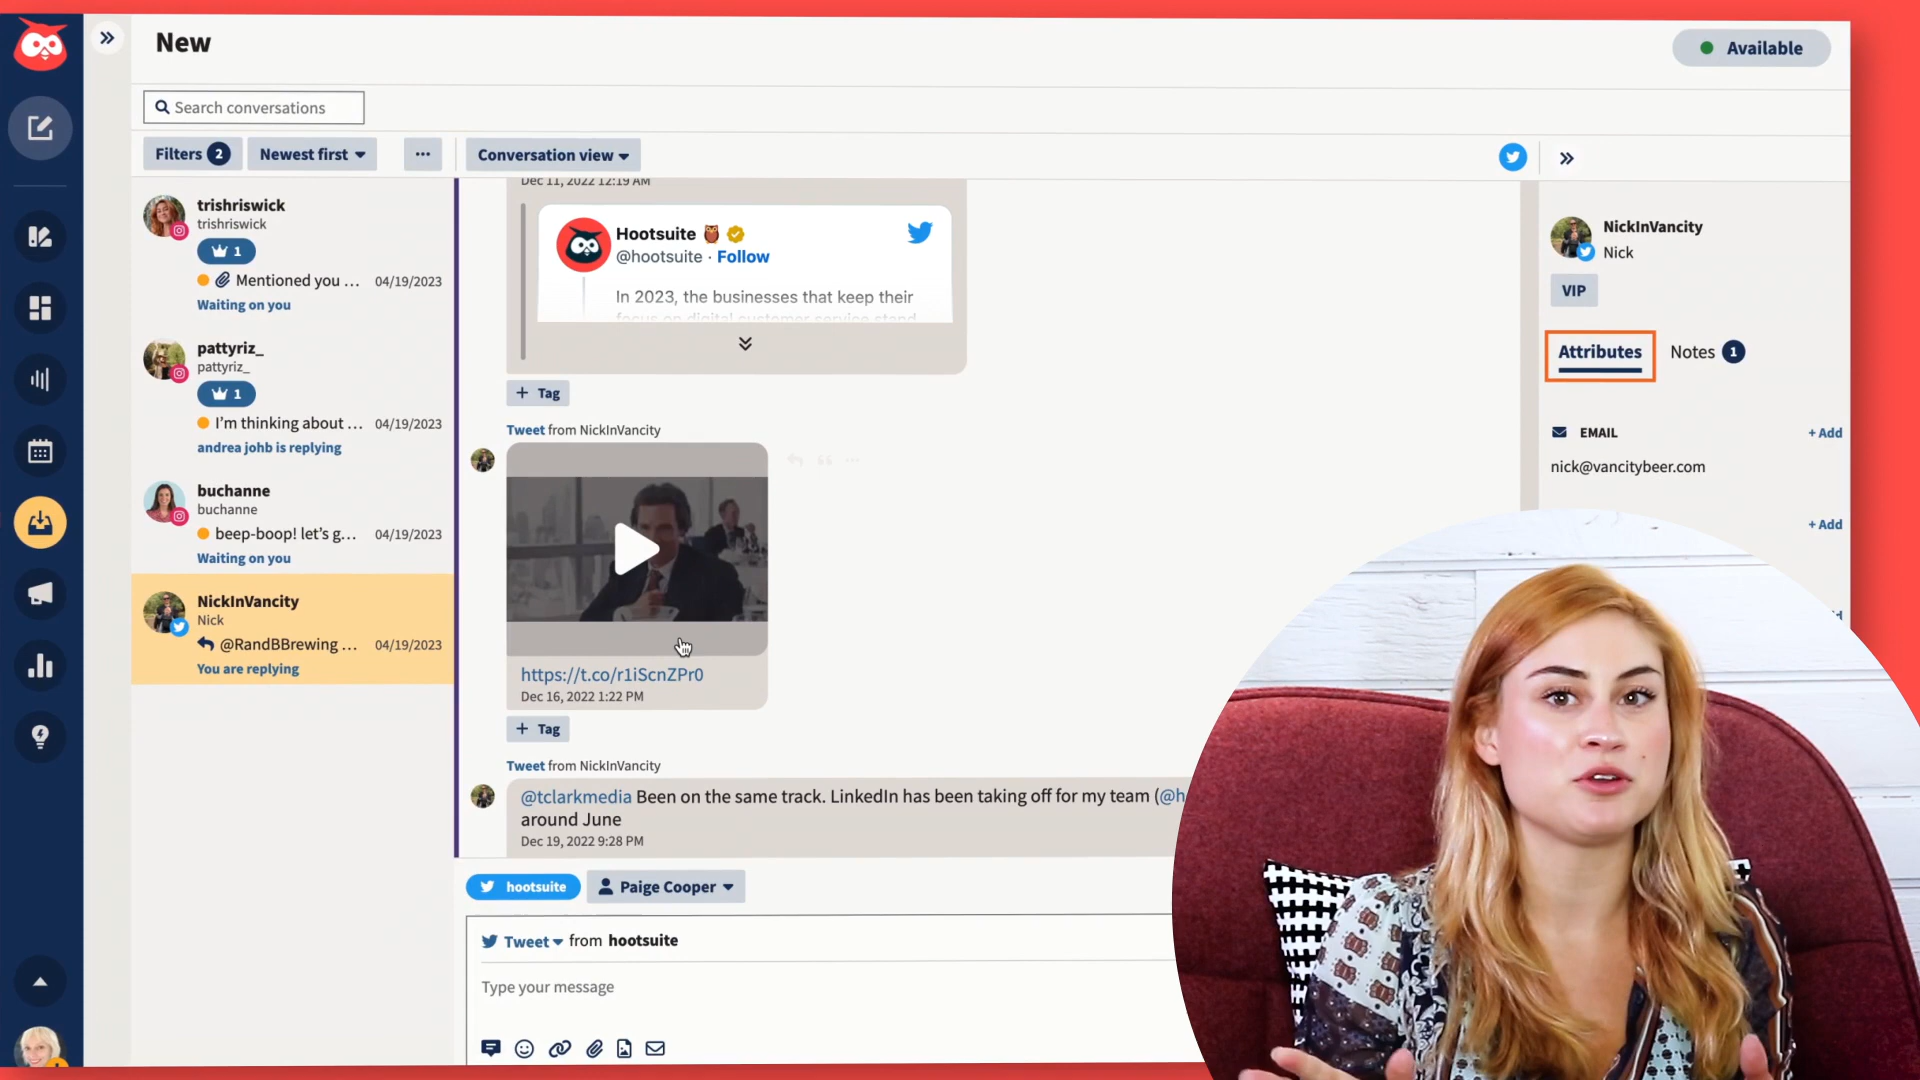 New
Available
Search conversations
Filters 2
Newest first
...
Conversation view
trishriswick
trishriswick
1
Mentioned you ...
04/19/2023
Waiting on you
pattyriz_
pattyriz_
1
I'm thinking about ...
04/19/2023
andrea johb is replying
buchanne
buchanne
beep-boop! let's g...
04/19/2023
Waiting on you
NickInVancity
Nick
@RandBBrewing ...
04/19/2023
You are replying
Dec 11, 2022 12:19 AM
Hootsuite
@hootsuite · Follow
In 2023, the businesses that keep their
focus on digital customer service stand
+ Tag
Tweet from NickInVancity
https://t.co/r1iScnZPr0
Dec 16, 2022 1:22 PM
+ Tag
Tweet from NickInVancity
@tclarkmedia Been on the same track. LinkedIn has been taking off for my team (@h
around June
Dec 19, 2022 9:28 PM
hootsuite
Paige Cooper
Tweet from hootsuite
Type your message
NickInVancity
Nick
VIP
Attributes
Notes 1
EMAIL
+ Add
nick@vancitybeer.com
+ Add